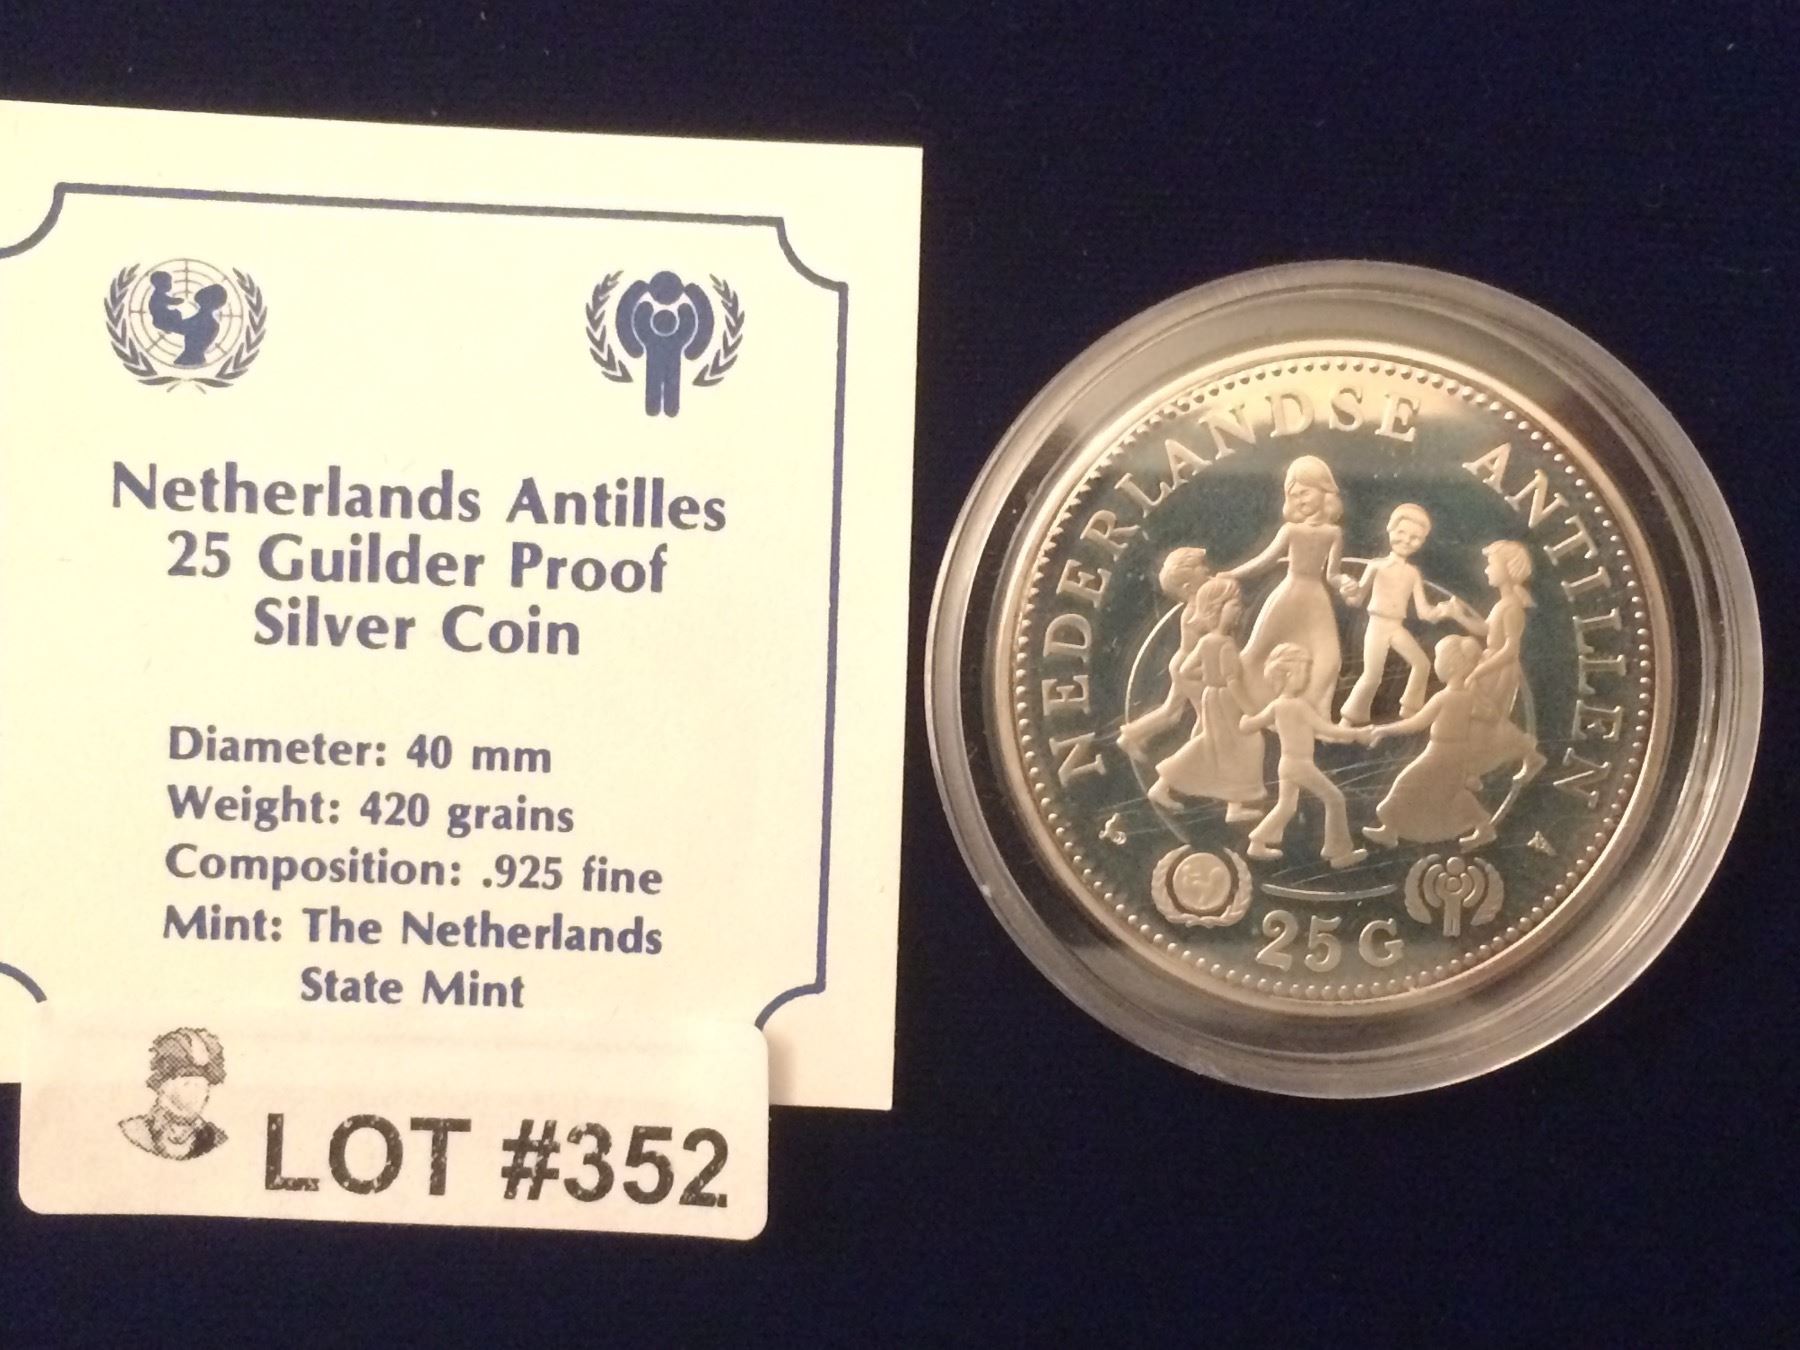 Netherlands Antilles
25 Guilder Proof
Silver Coin
Diameter: 40 mm
Weight: 420 grains
Composition: .925 fine
Mint: The Netherlands
State Mint
LOT #352
NEDERLANDSE ANTILLEN
25G